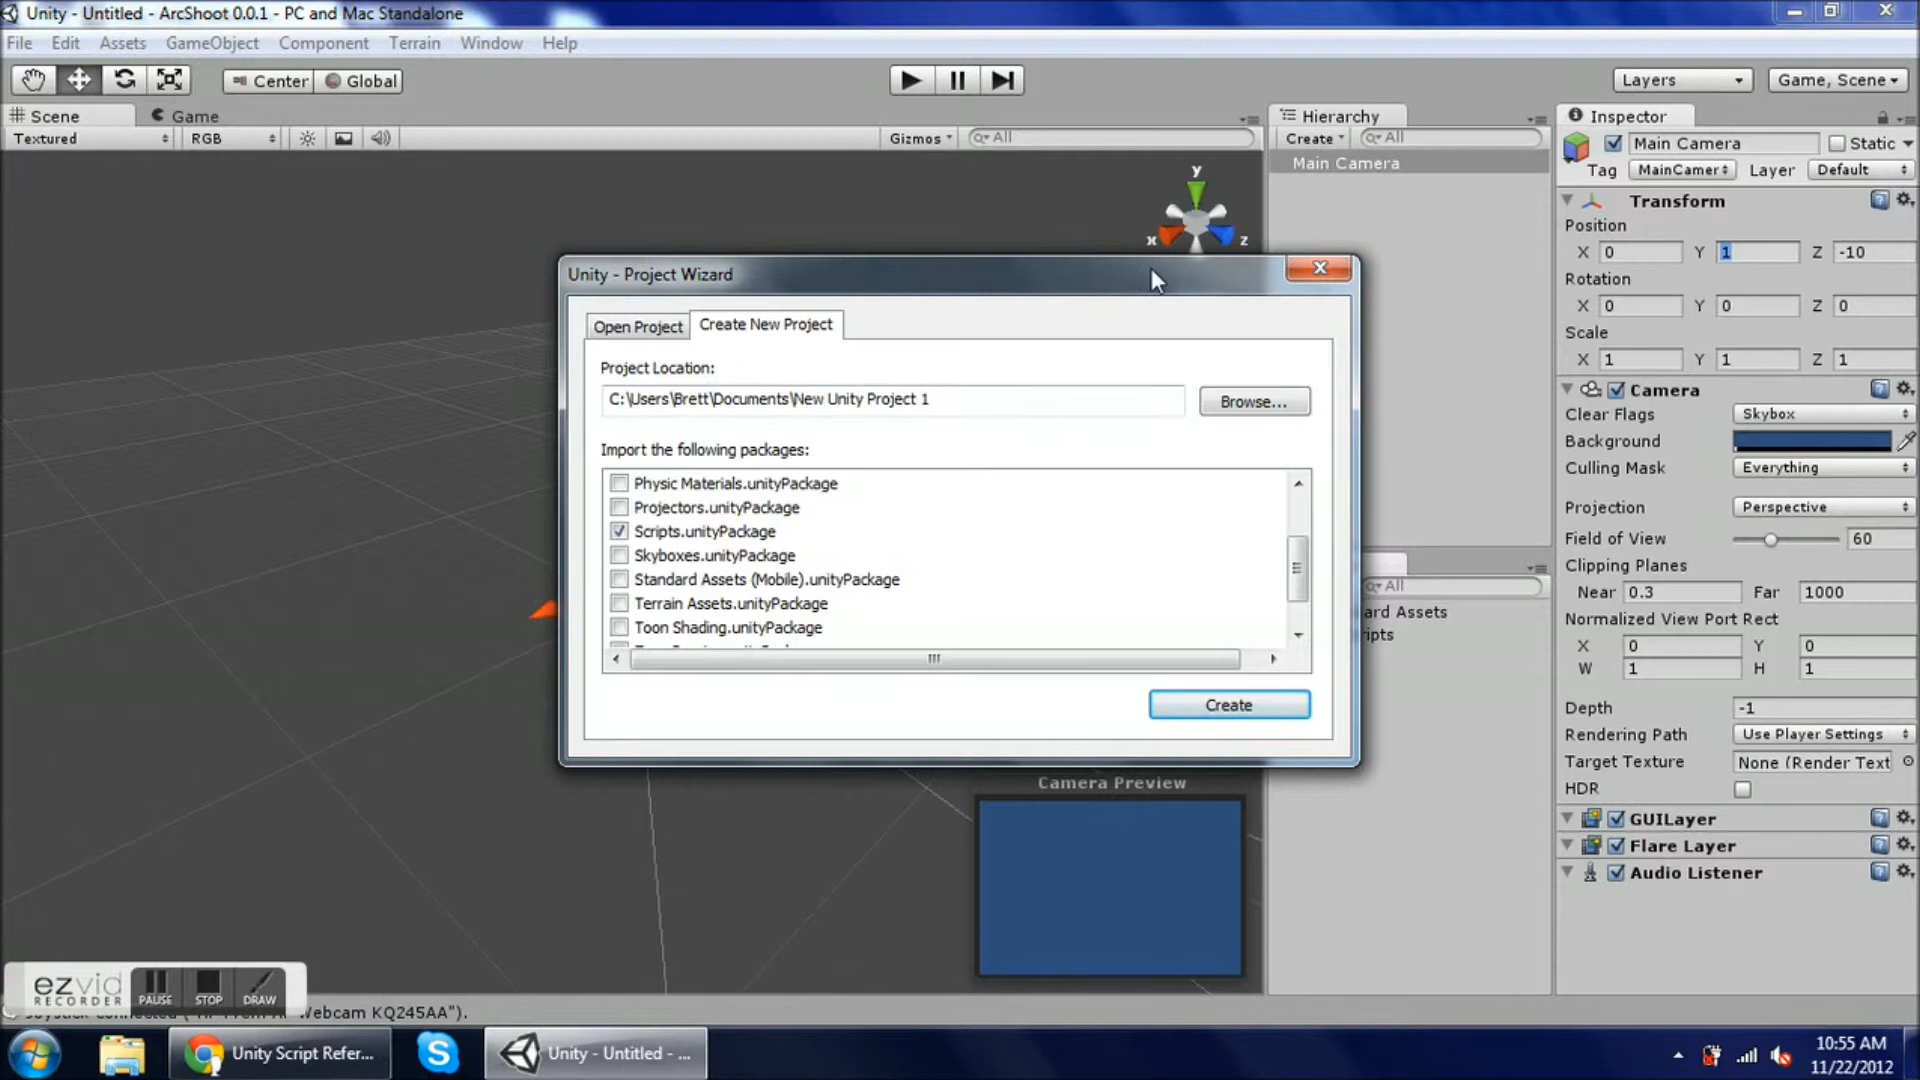 Unity - Untitled - ArcShoot 0.0.1 - PC and Mac Standalone
File Edit Assets GameObject Component Terrain Window Help
Center Global Layers Game, Scene
Scene Game
Textured RGB Gizmos All
Hierarchy
Create All
Main Camera
y
x z
Unity - Project Wizard
Open Project Create New Project
Project Location:
C:\Users\Brett\Documents\New Unity Project 1 Browse...
Import the following packages:
Physic Materials.unityPackage
Projectors.unityPackage
Scripts.unityPackage
Skyboxes.unityPackage
Standard Assets (Mobile).unityPackage
Terrain Assets.unityPackage
Toon Shading.unityPackage
Create
All
ard Assets
ipts
Camera Preview
Inspector
Main Camera Static
Tag MainCamer Layer Default
Transform
Position
X 0 Y 1 Z -10
Rotation
X 0 Y 0 Z 0
Scale
X 1 Y 1 Z 1
Camera
Clear Flags Skybox
Background
Culling Mask Everything
Projection Perspective
Field of View 60
Clipping Planes
Near 0.3 Far 1000
Normalized View Port Rect
X 0 Y 0
W 1 H 1
Depth -1
Rendering Path Use Player Settings
Target Texture None (Render Text
HDR
GUILayer
Flare Layer
Audio Listener
ezvid
RECORDER PAUSE STOP DRAW
Webcam KQ245AA").
Unity Script Refer... Unity - Untitled - ...
10:55 AM
11/22/2012